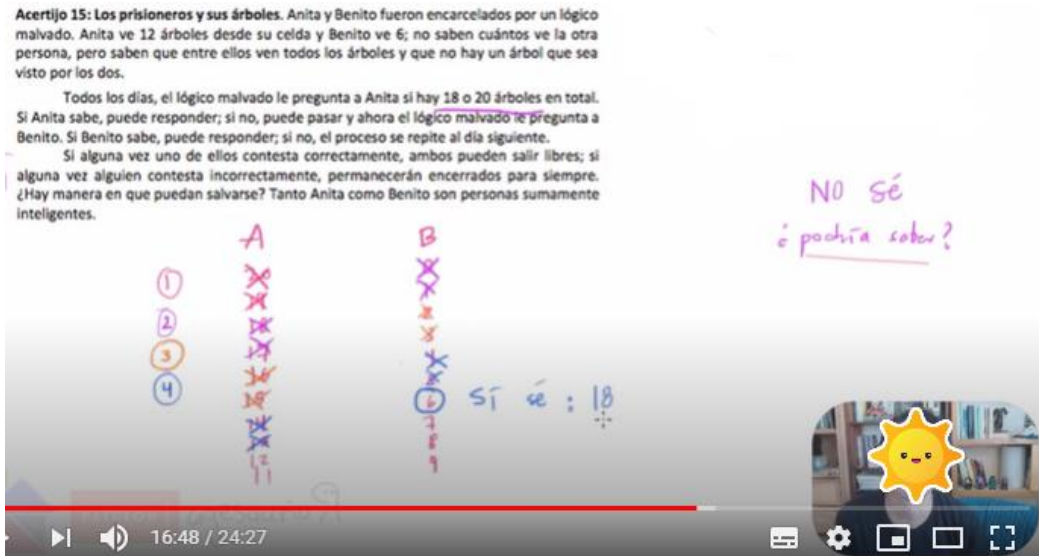 Acertijo 15: Los prisioneros y sus árboles. Anita y Benito fueron encarcelados por un lógico
malvado. Anita ve 12 árboles desde su celda y Benito ve 6; no saben cuántos ve la otra
persona, pero saben que entre ellos ven todos los árboles y que no hay un árbol que sea
visto por los dos.
Todos los días, el lógico malvado le pregunta a Anita si hay 18 o 20 árboles en total.
Si Anita sabe, puede responder; si no, puede pasar y ahora el lógico malvado le pregunta a
Benito. Si Benito sabe, puede responder; si no, el proceso se repite al día siguiente.
Si alguna vez uno de ellos contesta correctamente, ambos pueden salir libres; si
alguna vez alguien contesta incorrectamente, permanecerán encerrados para siempre.
¿Hay manera en que puedan salvarse? Tanto Anita como Benito son personas sumamente
inteligentes.
NO Sé
¿podría saber?
A B
1
2
3
4
6 Sí sé : 18
7
8
12
11 9
16:48 / 24:27